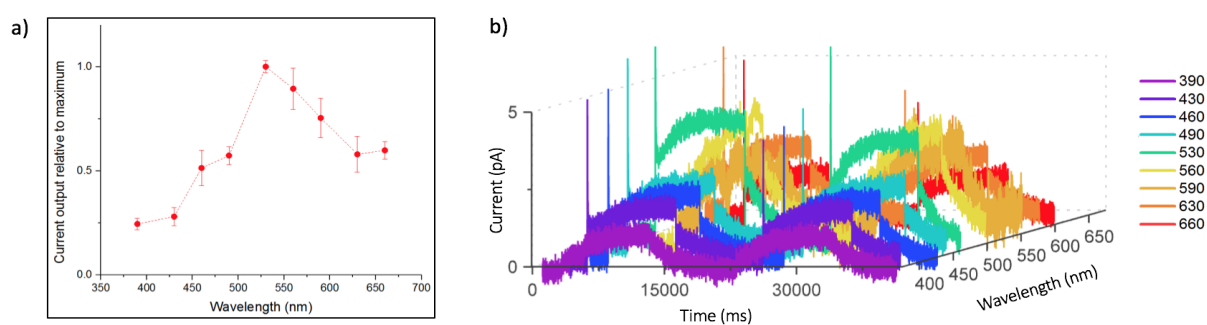 a)
Current output relative to maximum
1.0
0.5
0.0
350 400 450 500 550 600 650 700
Wavelength (nm)
b)
Current (pA)
5
0
0 15000 30000
Time (ms)
400 450 500 550 600 650
Wavelength (nm)
390
430
460
490
530
560
590
630
660